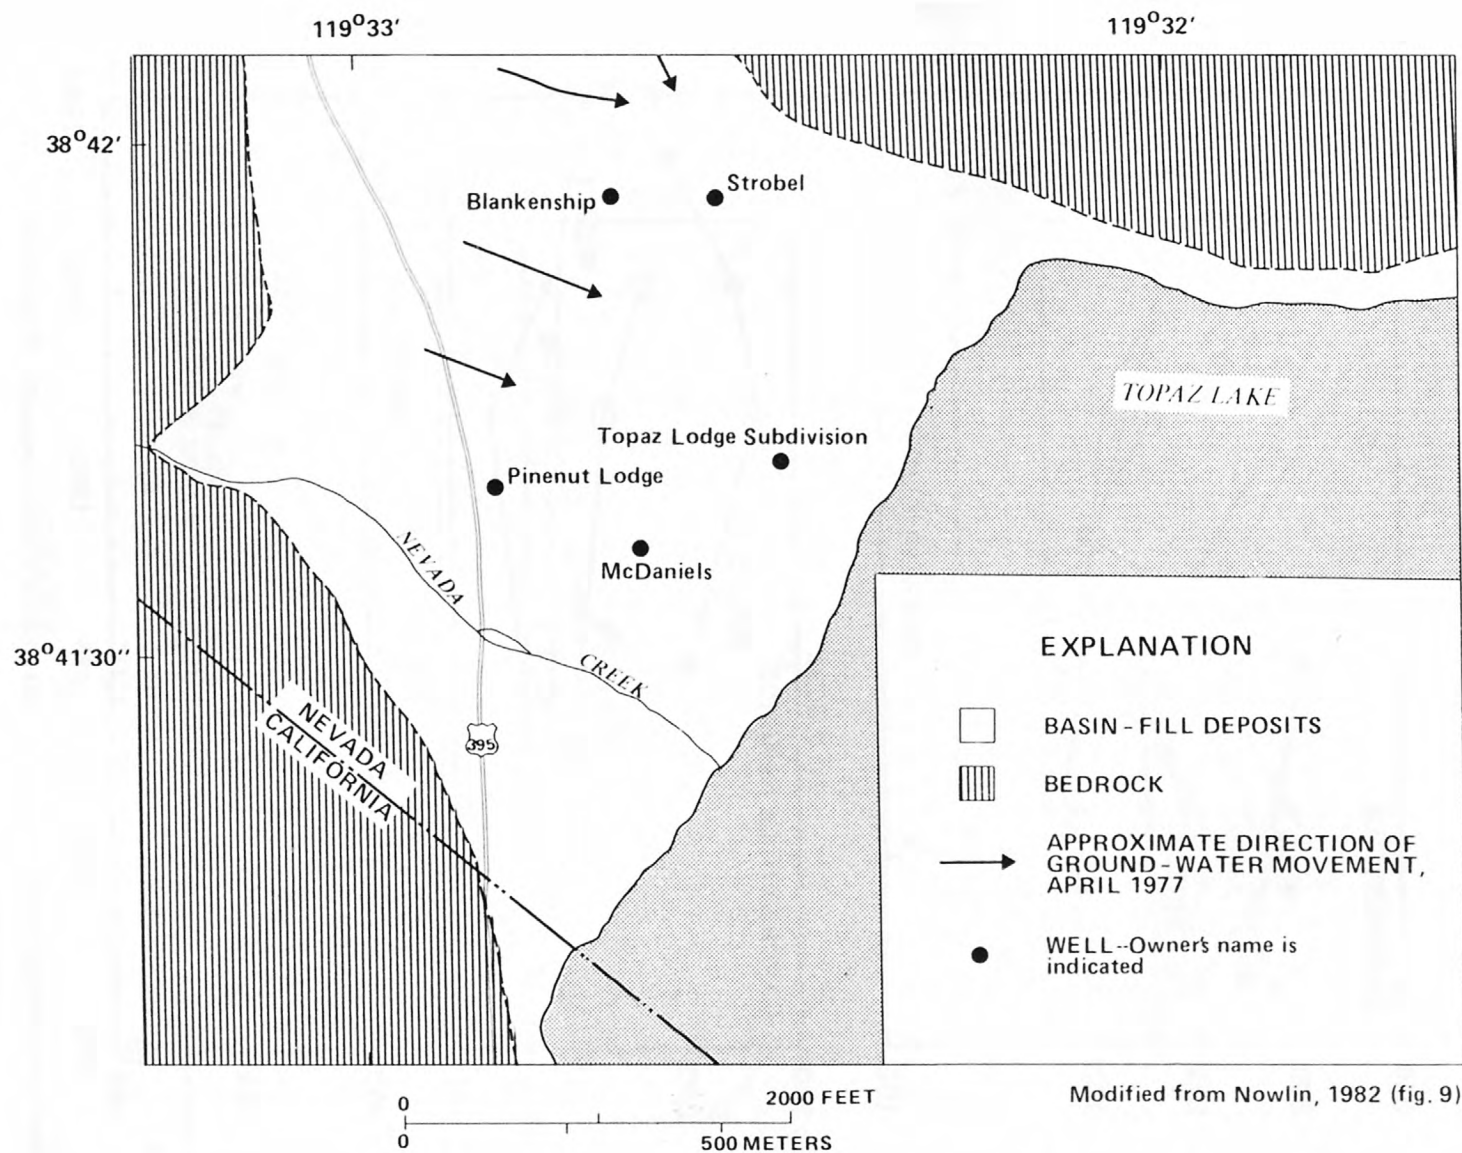 119°33'
119°32'
38°42'
Blankenship
Strobel
TOPAZ LAKE
Topaz Lodge Subdivision
Pinenut Lodge
McDaniels
NEVADA
CREEK
38°41'30''
NEVADA
CALIFORNIA
395
EXPLANATION
BASIN-FILL DEPOSITS
BEDROCK
APPROXIMATE DIRECTION OF
GROUND-WATER MOVEMENT,
APRIL 1977
WELL--Owner's name is
indicated
0
2000 FEET
0
500 METERS
Modified from Nowlin, 1982 (fig. 9)